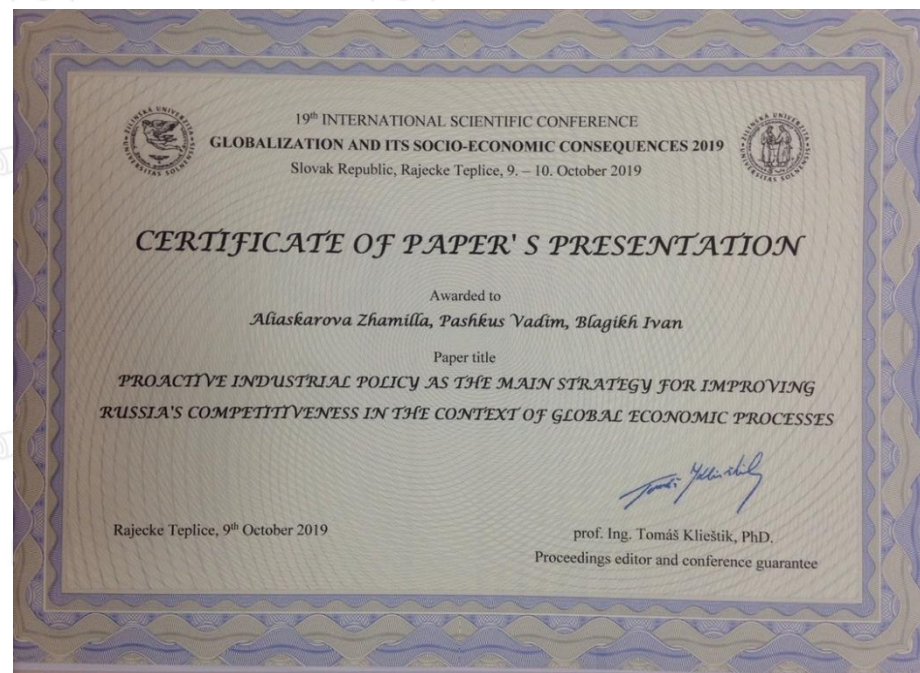 19th INTERNATIONAL SCIENTIFIC CONFERENCE
GLOBALIZATION AND ITS SOCIO-ECONOMIC CONSEQUENCES 2019
Slovak Republic, Rajecke Teplice, 9. – 10. October 2019
CERTIFICATE OF PAPER' S PRESENTATION
Awarded to
Aliaskarova Zhamilla, Pashkus Vadim, Blagikh Ivan
Paper title
PROACTIVE INDUSTRIAL POLICY AS THE MAIN STRATEGY FOR IMPROVING
RUSSIA'S COMPETITIVENESS IN THE CONTEXT OF GLOBAL ECONOMIC PROCESSES
Rajecke Teplice, 9th October 2019
prof. Ing. Tomáš Klieštik, PhD.
Proceedings editor and conference guarantee